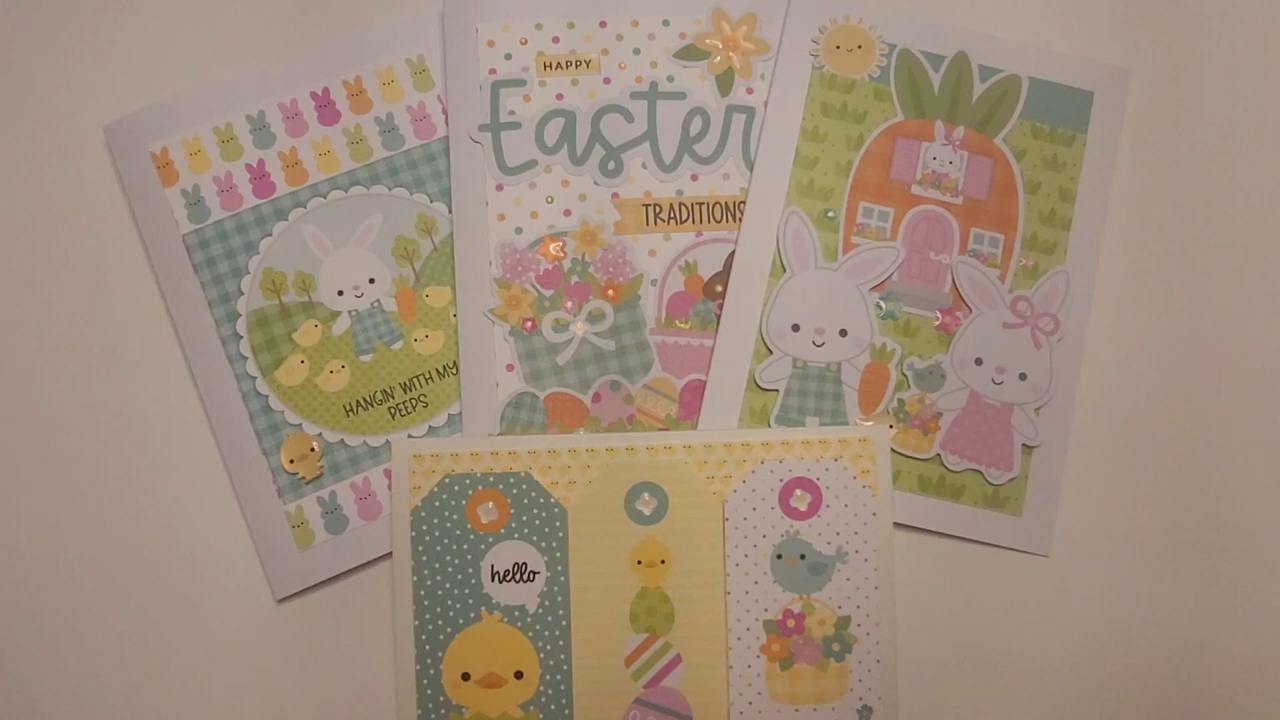 HAPPY
Easter
TRADITIONS
HANGIN' WITH MY
PEEPS
hello